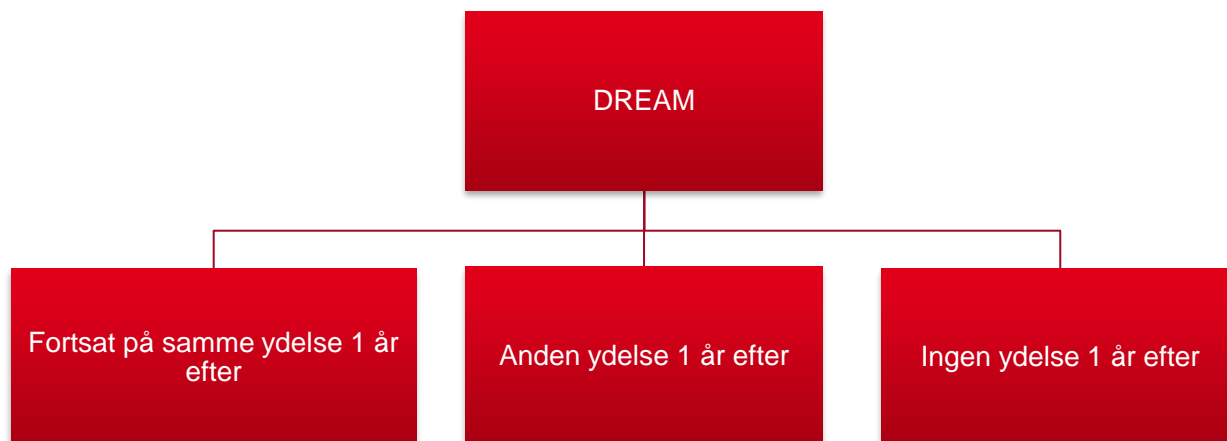 DREAM
Fortsat på samme ydelse 1 år
efter
Anden ydelse 1 år efter
Ingen ydelse 1 år efter